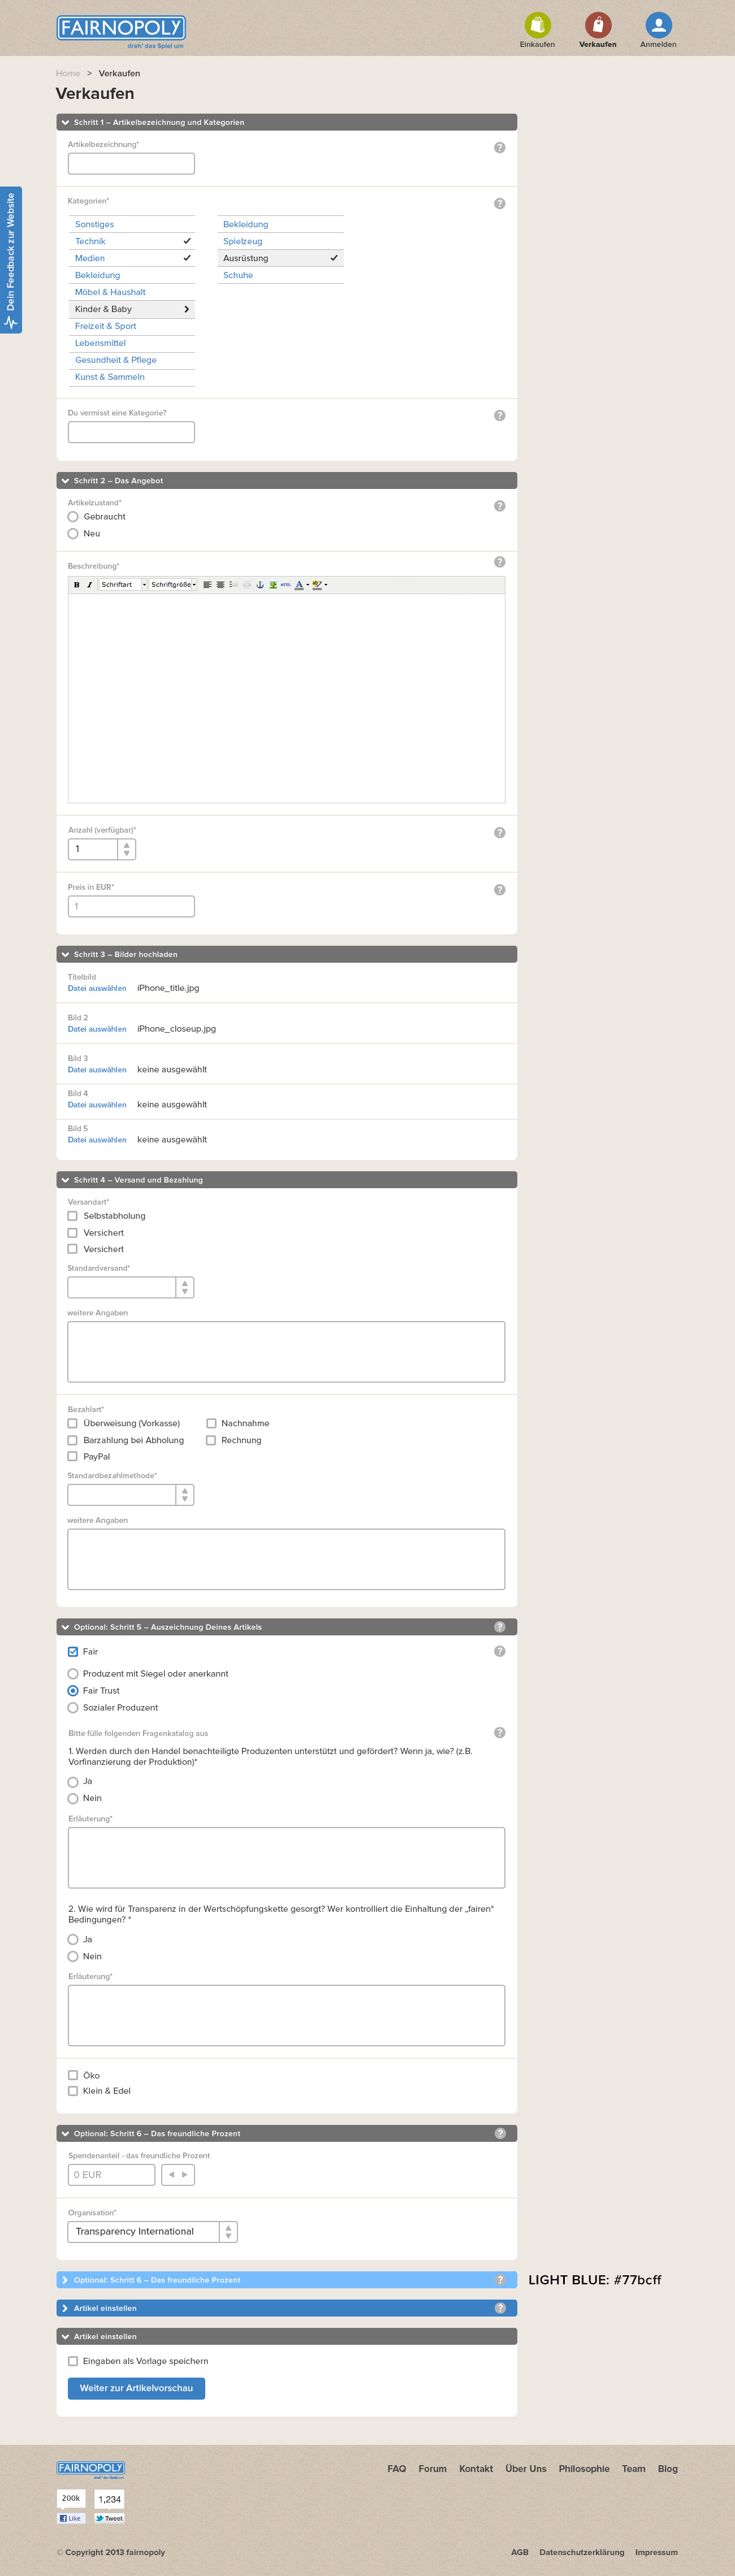 FAIRNOPOLY
dreh' das Spiel um
Einkaufen
Verkaufen
Anmelden
Home > Verkaufen
Verkaufen
Dein Feedback zur Website
Schritt 1 – Artikelbezeichnung und Kategorien
Artikelbezeichnung*
?
Kategorien*
?
Sonstiges
Technik
Medien
Bekleidung
Möbel & Haushalt
Kinder & Baby
Freizeit & Sport
Lebensmittel
Gesundheit & Pflege
Kunst & Sammeln
Bekleidung
Spielzeug
Ausrüstung
Schuhe
Du vermisst eine Kategorie?
?
Schritt 2 – Das Angebot
Artikelzustand*
?
Gebraucht
Neu
Beschreibung*
?
B I Schriftart Schriftgröße HTML A
Anzahl (verfügbar)*
?
1
Preis in EUR*
?
1
Schritt 3 – Bilder hochladen
Titelbild
Datei auswählen iPhone_title.jpg
Bild 2
Datei auswählen iPhone_closeup.jpg
Bild 3
Datei auswählen keine ausgewählt
Bild 4
Datei auswählen keine ausgewählt
Bild 5
Datei auswählen keine ausgewählt
Schritt 4 – Versand und Bezahlung
Versandart*
Selbstabholung
Versichert
Versichert
Standardversand*
weitere Angaben
Bezahlart*
Überweisung (Vorkasse) Nachnahme
Barzahlung bei Abholung Rechnung
PayPal
Standardbezahlmethode*
weitere Angaben
Optional: Schritt 5 – Auszeichnung Deines Artikels ?
Fair ?
Produzent mit Siegel oder anerkannt
Fair Trust
Sozialer Produzent
Bitte fülle folgenden Fragenkatalog aus ?
1. Werden durch den Handel benachteiligte Produzenten unterstützt und gefördert? Wenn ja, wie? (z.B.
Vorfinanzierung der Produktion)*
Ja
Nein
Erläuterung*
2. Wie wird für Transparenz in der Wertschöpfungskette gesorgt? Wer kontrolliert die Einhaltung der „fairen“
Bedingungen? *
Ja
Nein
Erläuterung*
Öko
Klein & Edel
Optional: Schritt 6 – Das freundliche Prozent ?
Spendenanteil - das freundliche Prozent
0 EUR
Organisation*
Transparency International
Optional: Schritt 6 – Das freundliche Prozent ?
LIGHT BLUE: #77bcff
Artikel einstellen ?
Artikel einstellen
Eingaben als Vorlage speichern
Weiter zur Artikelvorschau
FAIRNOPOLY
dreh' das Spiel um
FAQ Forum Kontakt Über Uns Philosophie Team Blog
200k 1,234
Like Tweet
© Copyright 2013 fairnopoly
AGB Datenschutzerklärung Impressum